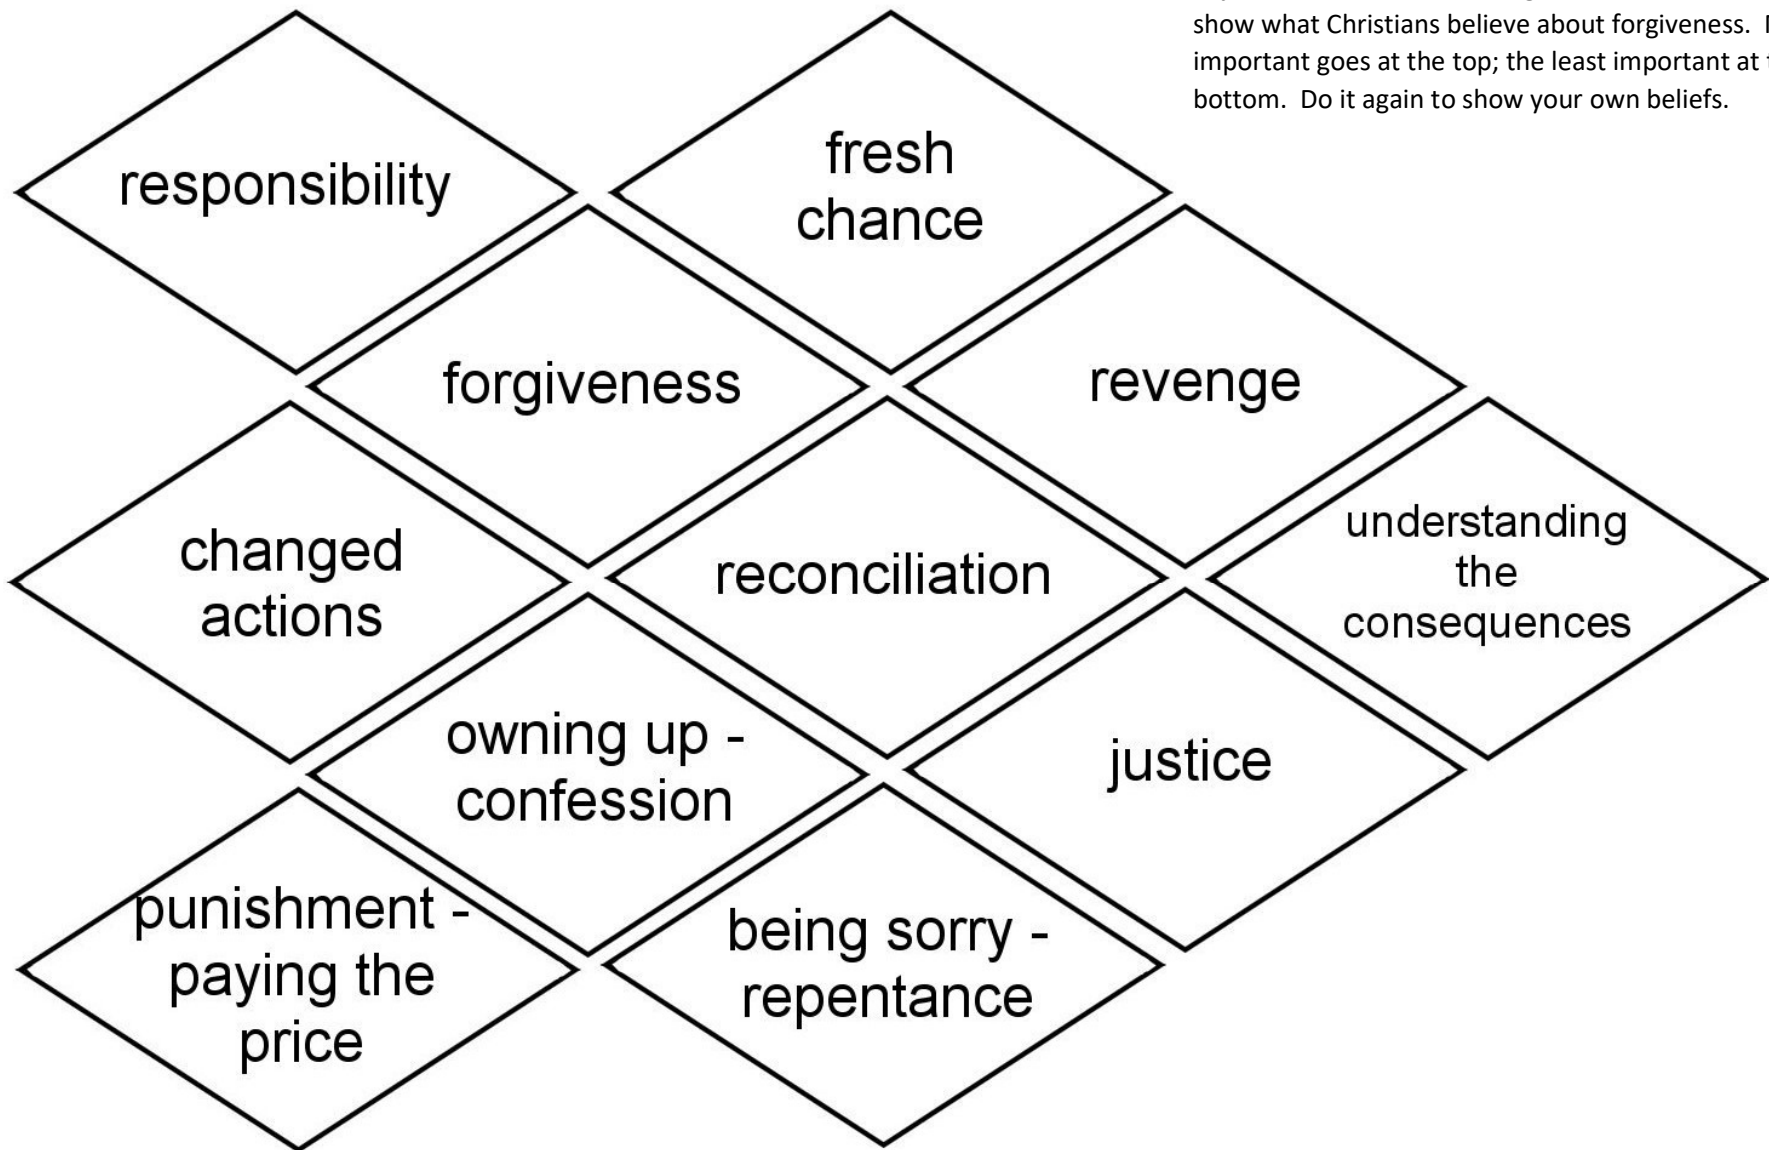 show what Christians believe about forgiveness.
important goes at the top; the least important at
bottom. Do it again to show your own beliefs.
responsibility
fresh
chance
forgiveness
revenge
changed
actions
reconciliation
understanding
the
consequences
owning up -
confession
justice
punishment -
paying the
price
being sorry -
repentance